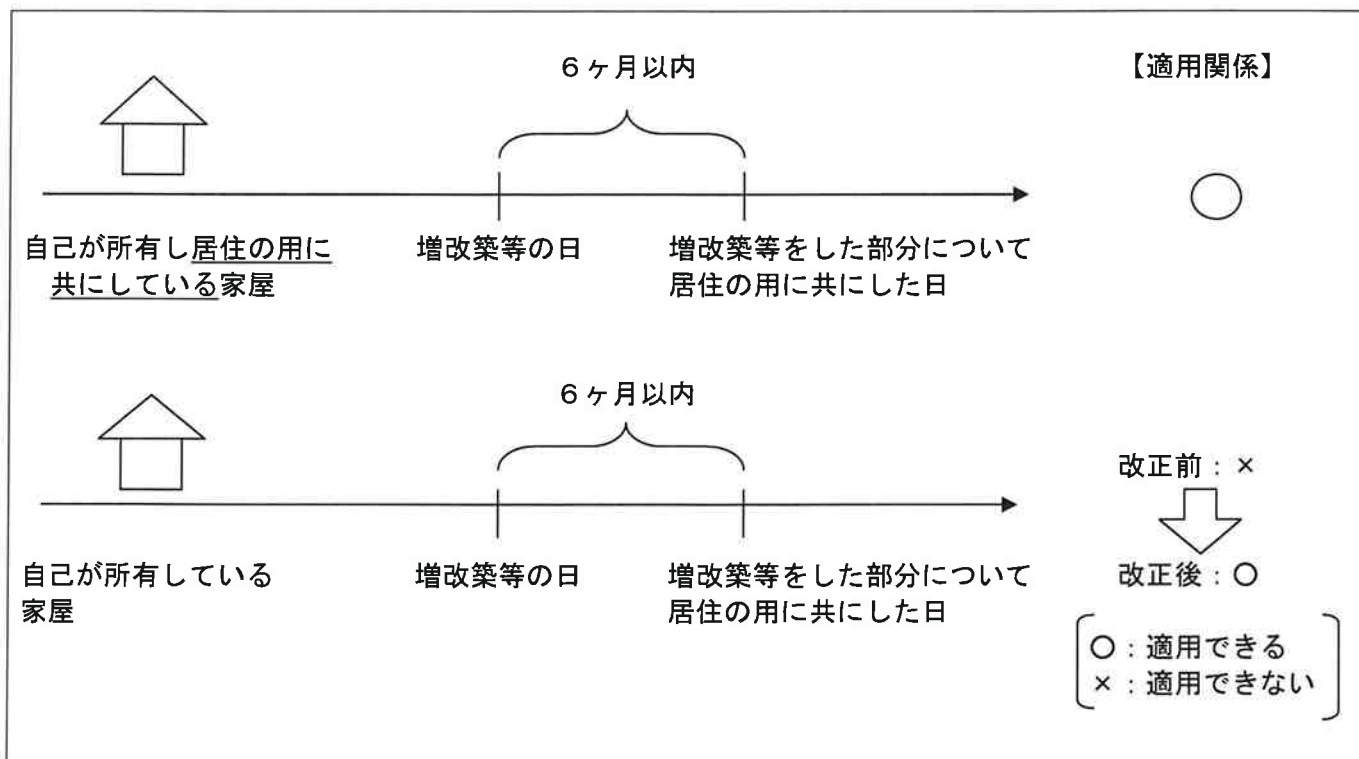 6ヶ月以内
【適用関係】
○
自己が所有し居住の用に
共にしている家屋
増改築等の日
増改築等をした部分について
居住の用に共にした日
6ヶ月以内
改正前:×
改正後:○
自己が所有している
家屋
増改築等の日
増改築等をした部分について
居住の用に共にした日
○:適用できる
×:適用できない